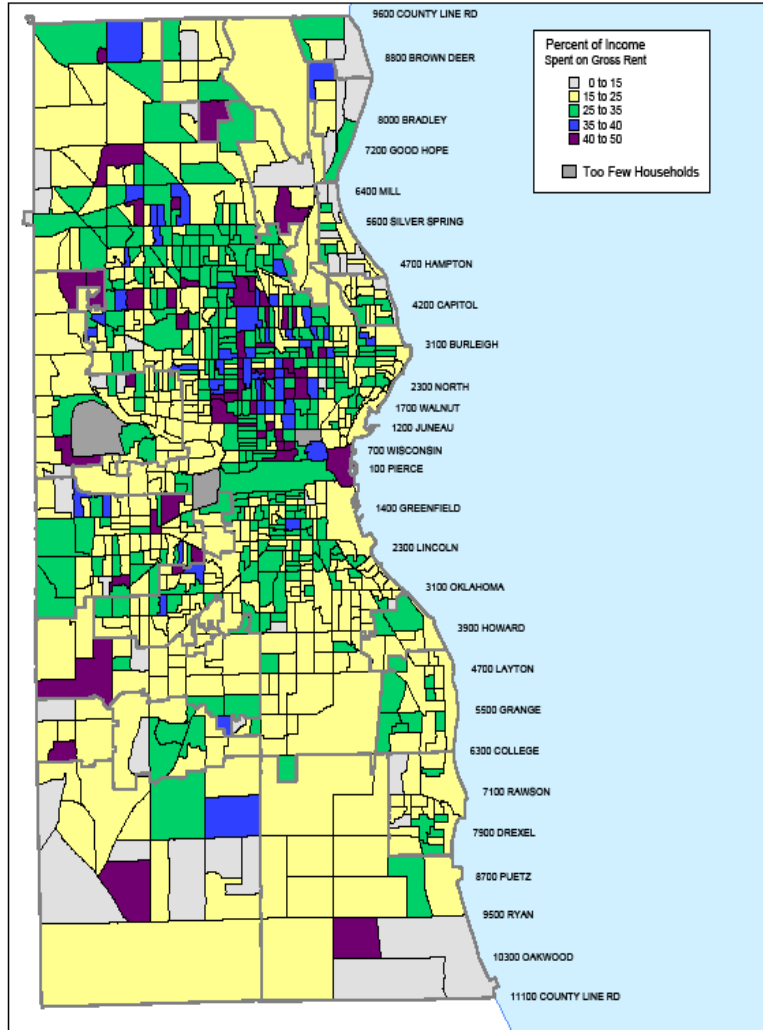 9600 COUNTY LINE RD
Percent of Income
Spent on Gross Rent
0 to 15
15 to 25
25 to 35
35 to 40
40 to 50
Too Few Households
8800 BROWN DEER
8000 BRADLEY
7200 GOOD HOPE
6400 MILL
5600 SILVER SPRING
4700 HAMPTON
4200 CAPITOL
3100 BURLEIGH
2300 NORTH
1700 WALNUT
1200 JUNEAU
700 WISCONSIN
100 PIERCE
1400 GREENFIELD
2300 LINCOLN
3100 OKLAHOMA
3900 HOWARD
4700 LAYTON
5500 GRANGE
6300 COLLEGE
7100 RAWSON
7900 DREXEL
8700 PUETZ
9500 RYAN
10300 OAKWOOD
11100 COUNTY LINE RD